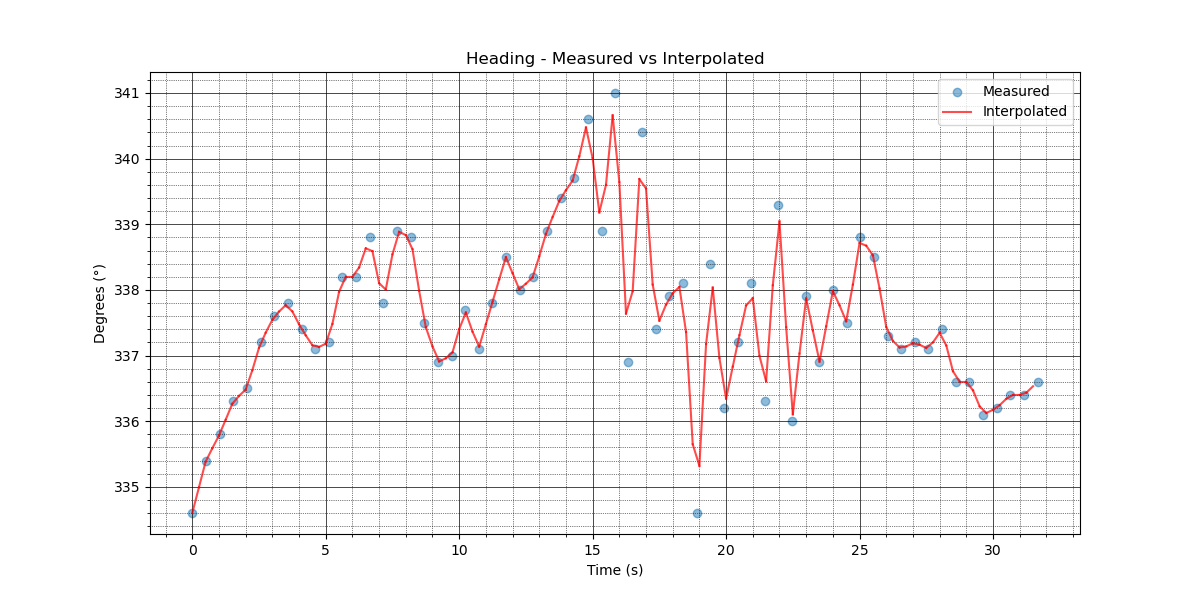 Heading - Measured vs Interpolated
Measured
Interpolated
Degrees (°)
341
340
339
338
337
336
335
0 5 10 15 20 25 30
Time (s)